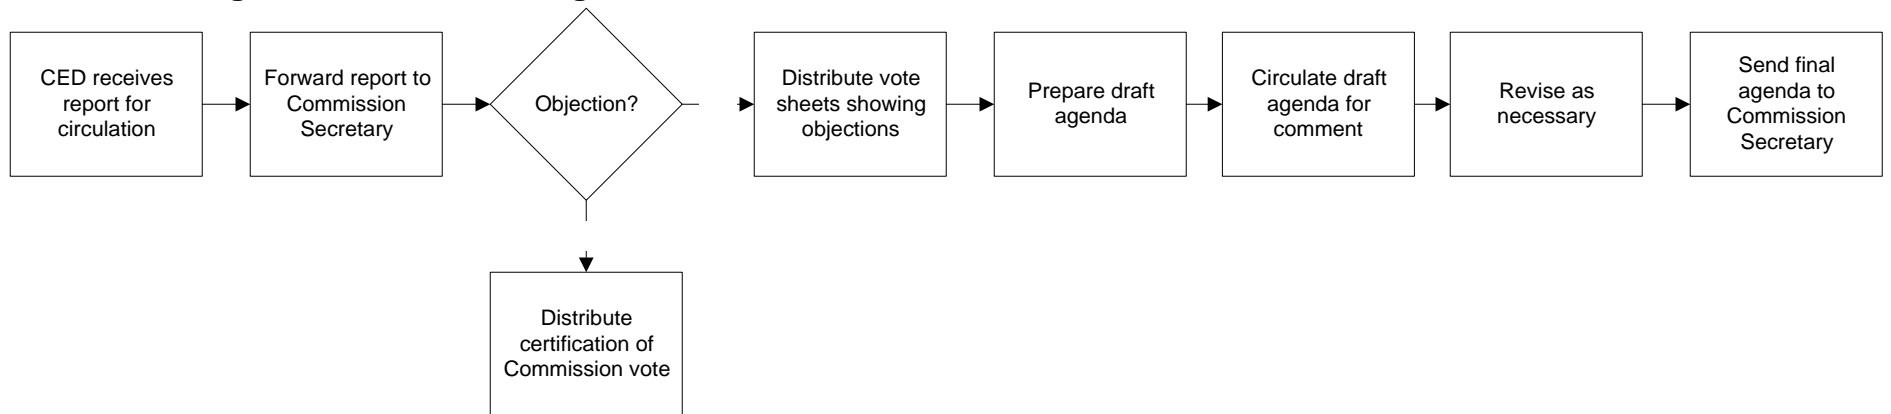 CED receives
report for
circulation
Forward report to
Commission
Secretary
Objection?
Distribute vote
sheets showing
objections
Prepare draft
agenda
Circulate draft
agenda for
comment
Revise as
necessary
Send final
agenda to
Commission
Secretary
Distribute
certification of
Commission vote